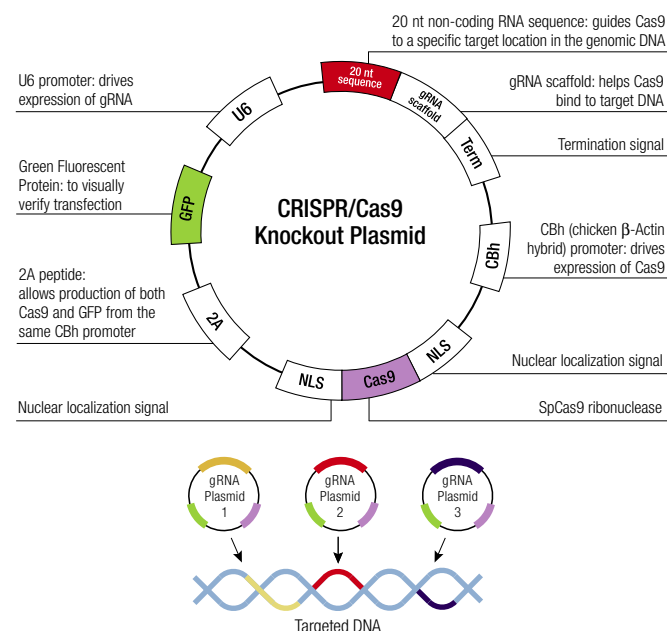 20 nt non-coding RNA sequence: guides Cas9
to a specific target location in the genomic DNA
U6 promoter: drives
expression of gRNA
gRNA scaffold: helps Cas9
bind to target DNA
Termination signal
Green Fluorescent
Protein: to visually
verify transfection
CBh (chicken β-Actin
hybrid) promoter: drives
expression of Cas9
2A peptide:
allows production of both
Cas9 and GFP from the
same CBh promoter
Nuclear localization signal
Nuclear localization signal
SpCas9 ribonuclease
CRISPR/Cas9
Knockout Plasmid
20 nt
sequence
gRNA
scaffold
Term
CBh
NLS
Cas9
NLS
2A
GFP
U6
gRNA
Plasmid
1
gRNA
Plasmid
2
gRNA
Plasmid
3
Targeted DNA